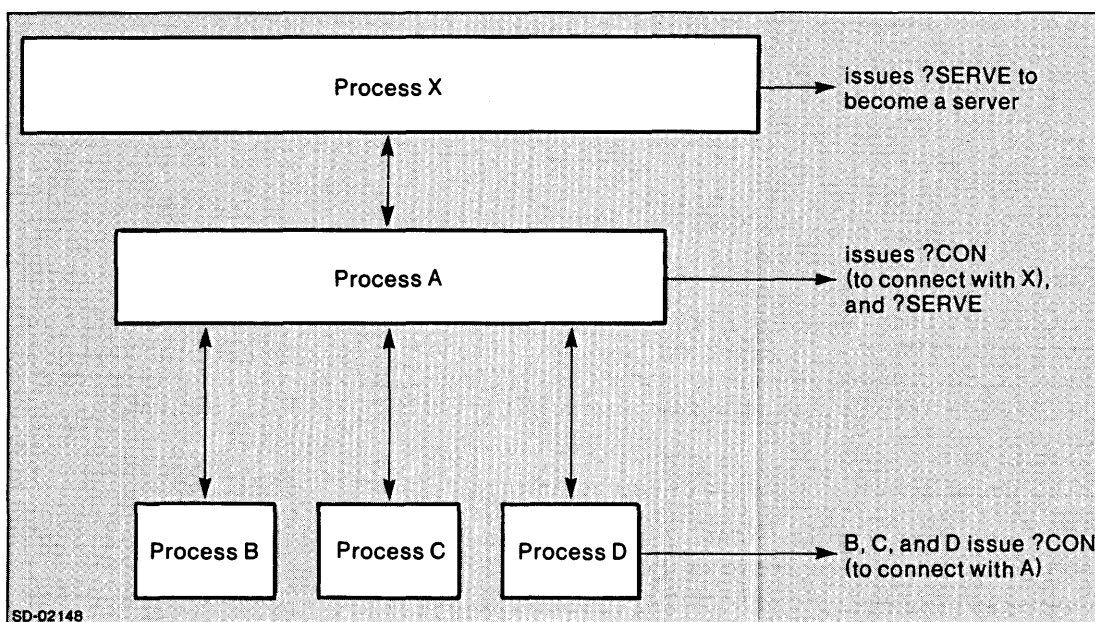 Process X
issues ?SERVE to
become a server
Process A
issues ?CON
(to connect with X),
and ?SERVE
Process B
Process C
Process D
B, C, and D issue ?CON
(to connect with A)
SD-02148